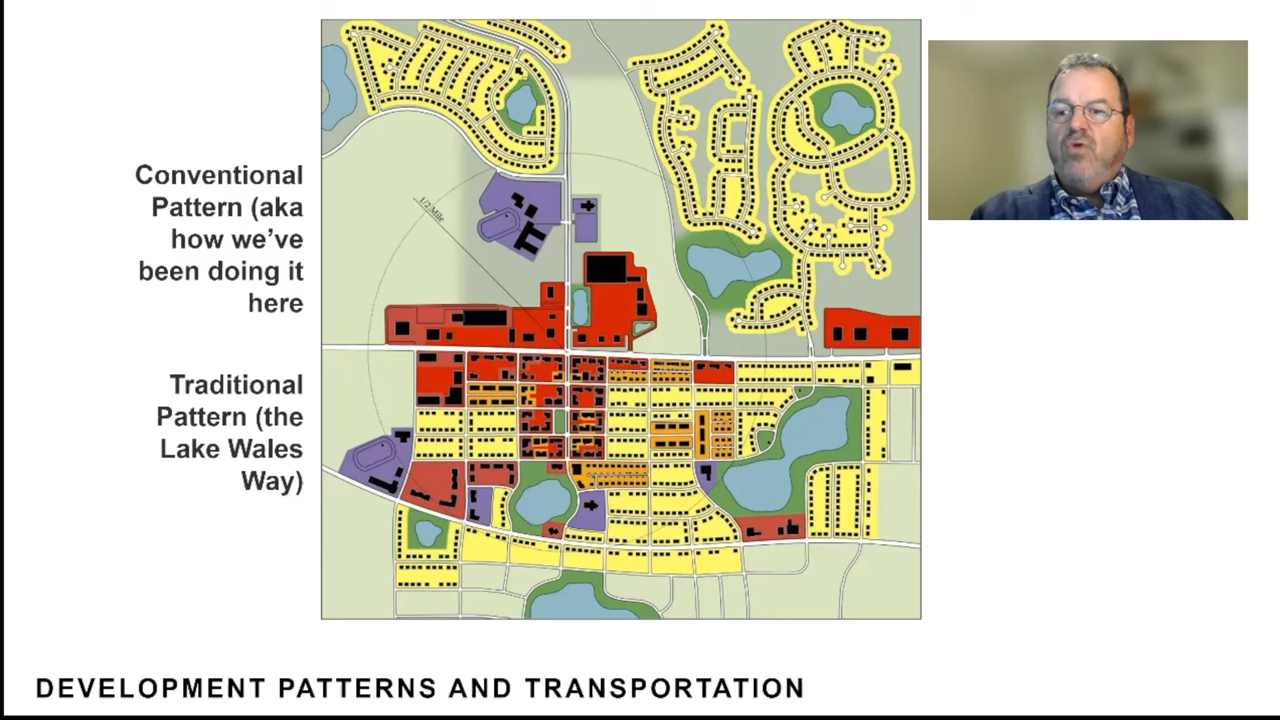 Conventional
Pattern (aka
how we've
been doing it
here
Traditional
Pattern (the
Lake Wales
Way)
1/2 Mile
DEVELOPMENT PATTERNS AND TRANSPORTATION